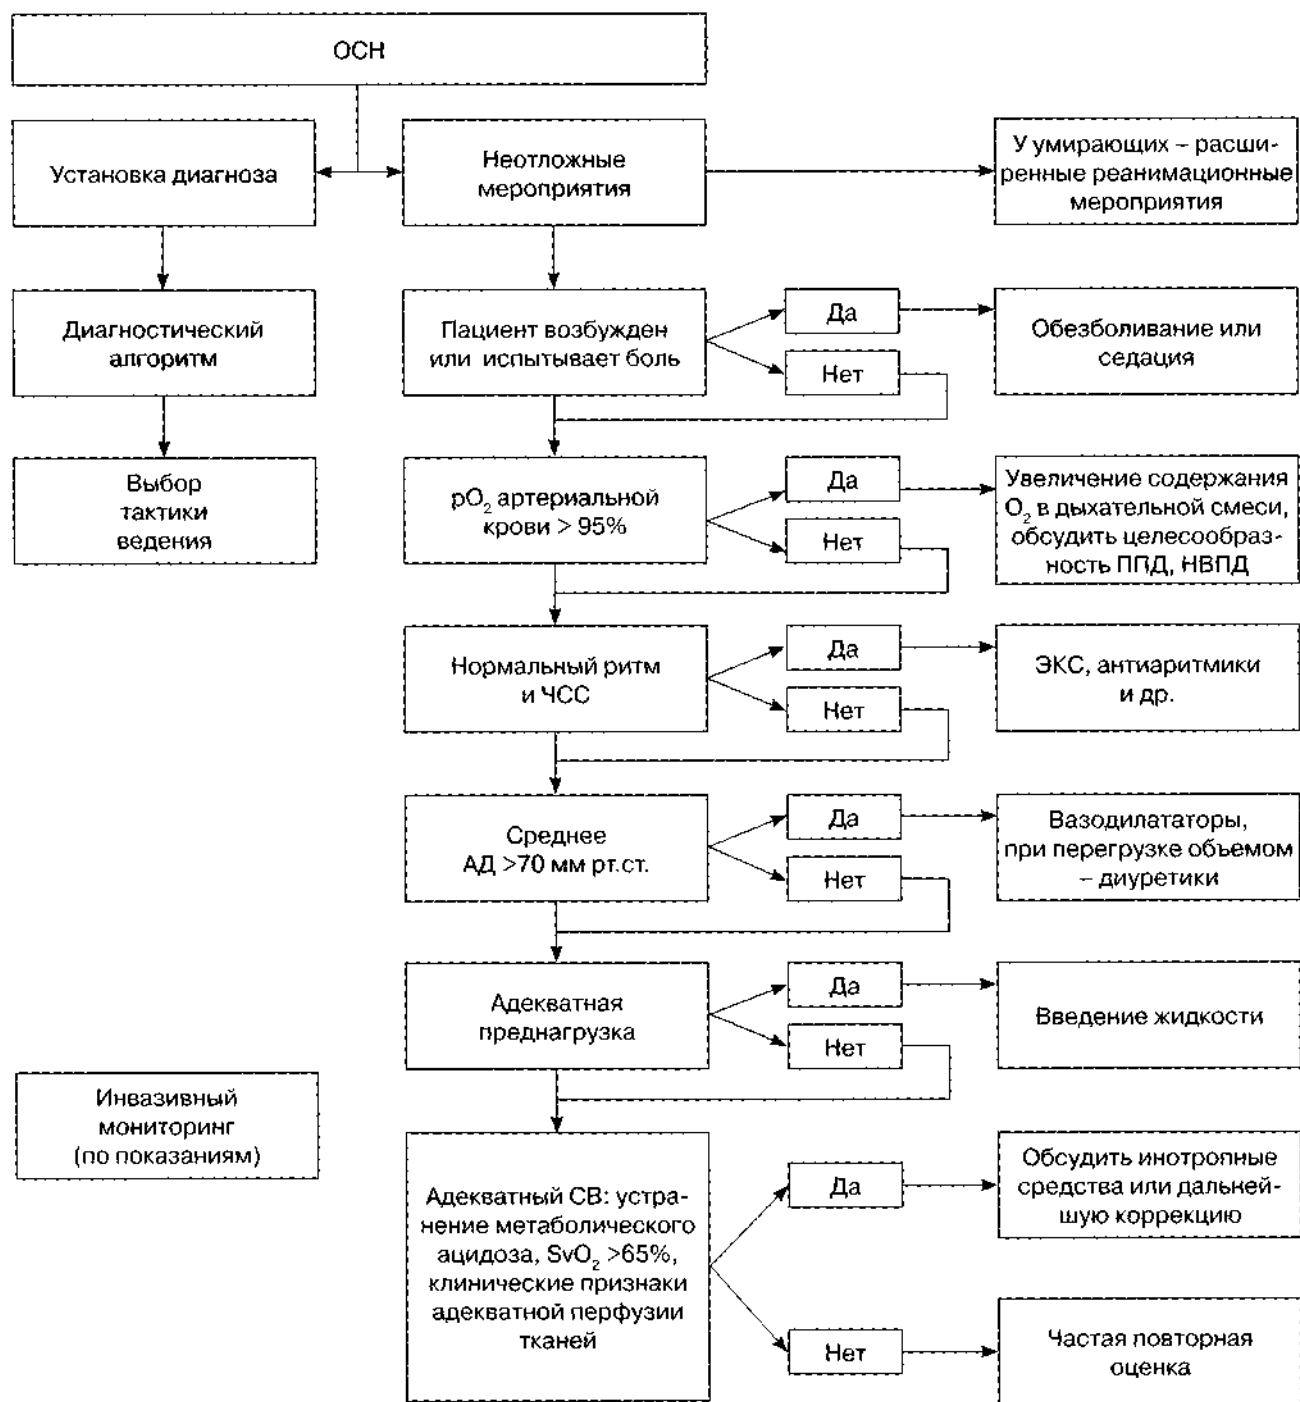 ОСН
Установка диагноза
Неотложные
мероприятия
У умирающих – расши-
ренные реанимационные
мероприятия
Диагностический
алгоритм
Пациент возбужден
или испытывает боль
Да
Нет
Обезболивание или
седация
Выбор
тактики
ведения
pO₂ артериальной
крови > 95%
Да
Нет
Увеличение содержания
O₂ в дыхательной смеси,
обсудить целесообраз-
ность ППД, НВПД
Нормальный ритм
и ЧСС
Да
Нет
ЭКС, антиаритмики
и др.
Среднее
АД >70 мм рт.ст.
Да
Нет
Вазодилататоры,
при перегрузке объемом
– диуретики
Адекватная
преднагрузка
Да
Нет
Введение жидкости
Инвазивный
мониторинг
(по показаниям)
Адекватный СВ: устра-
нение метаболического
ацидоза, SvO₂ >65%,
клинические признаки
адекватной перфузии
тканей
Да
Обсудить инотропные
средства или дальней-
шую коррекцию
Нет
Частая повторная
оценка